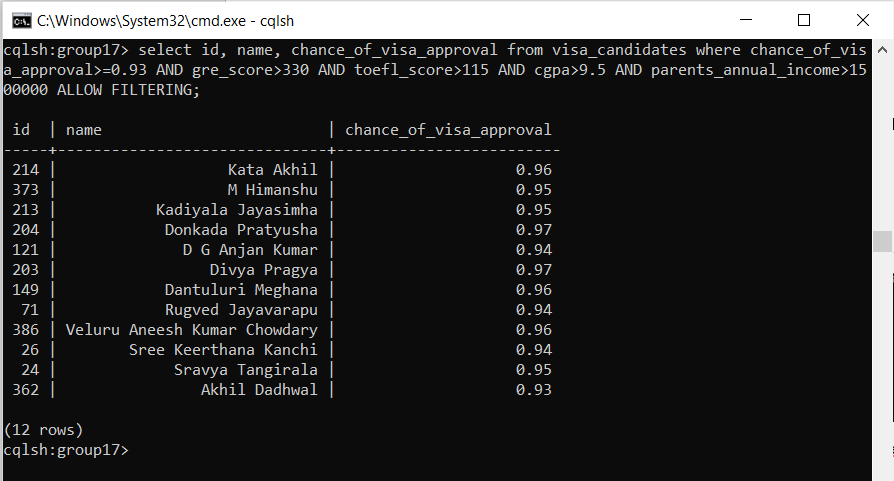 C:\Windows\System32\cmd.exe - cqlsh
cqlsh:group17> select id, name, chance_of_visa_approval from visa_candidates where chance_of_vis
a_approval>=0.93 AND gre_score>330 AND toefl_score>115 AND cgpa>9.5 AND parents_annual_income>15
00000 ALLOW FILTERING;
id | name | chance_of_visa_approval
-----+------------------------------+-------------------------
214 | Kata Akhil | 0.96
373 | M Himanshu | 0.95
213 | Kadiyala Jayasimha | 0.95
204 | Donkada Pratyusha | 0.97
121 | D G Anjan Kumar | 0.94
203 | Divya Pragya | 0.97
149 | Dantuluri Meghana | 0.96
71 | Rugved Jayavarapu | 0.94
386 | Veluru Aneesh Kumar Chowdary | 0.96
26 | Sree Keerthana Kanchi | 0.94
24 | Sravya Tangirala | 0.95
362 | Akhil Dadhwal | 0.93
(12 rows)
cqlsh:group17>